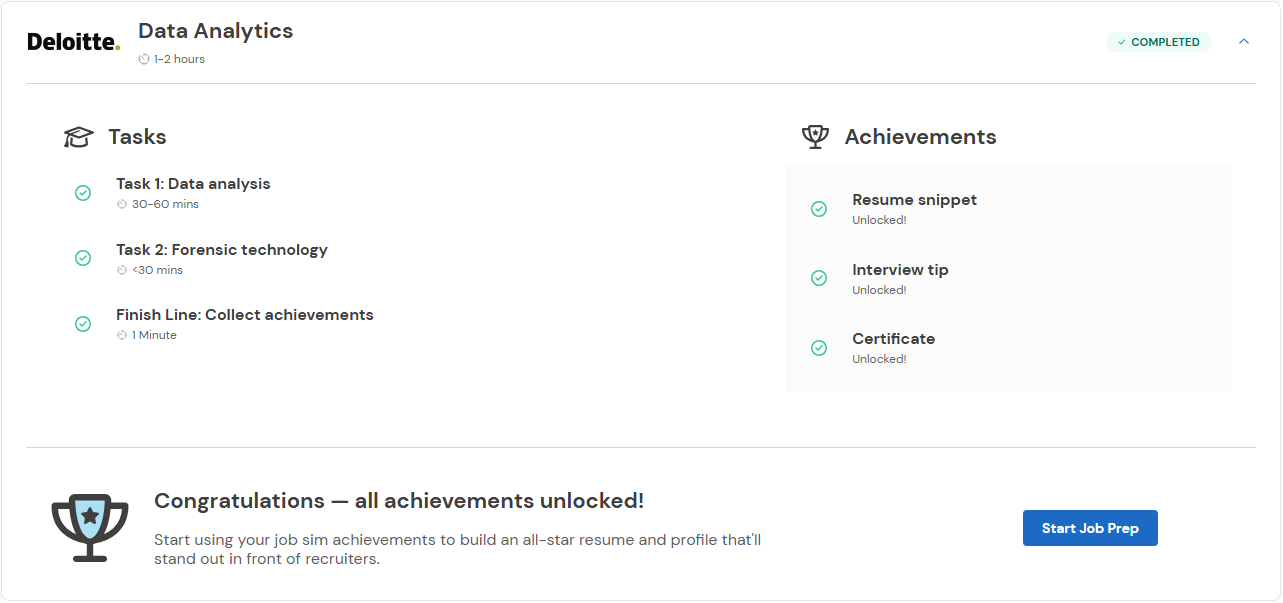 Deloitte.
Data Analytics
1-2 hours
COMPLETED
Tasks
Task 1: Data analysis
30-60 mins
Task 2: Forensic technology
<30 mins
Finish Line: Collect achievements
1 Minute
Achievements
Resume snippet
Unlocked!
Interview tip
Unlocked!
Certificate
Unlocked!
Congratulations — all achievements unlocked!
Start using your job sim achievements to build an all-star resume and profile that'll
stand out in front of recruiters.
Start Job Prep